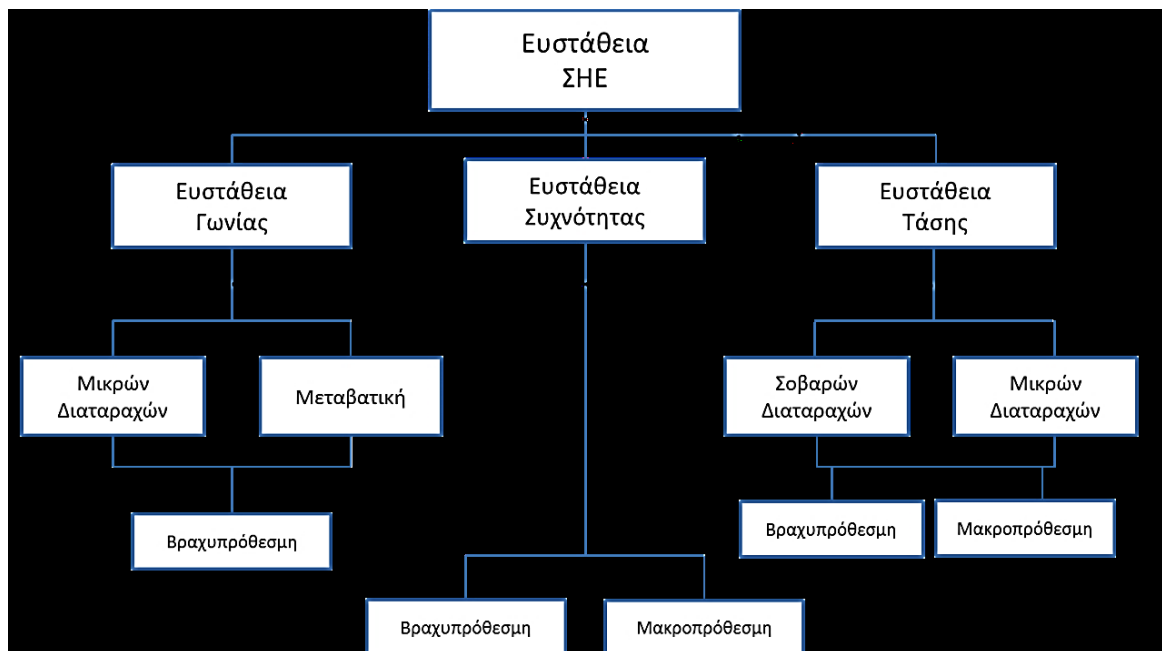 Ευστάθεια
ΣΗΕ
Ευστάθεια
Γωνίας
Ευστάθεια
Συχνότητας
Ευστάθεια
Τάσης
Μικρών
Διαταραχών
Μεταβατική
Σοβαρών
Διαταραχών
Μικρών
Διαταραχών
Βραχυπρόθεσμη
Βραχυπρόθεσμη
Μακροπρόθεσμη
Βραχυπρόθεσμη
Μακροπρόθεσμη